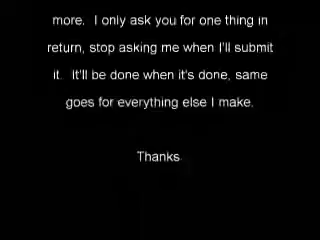 more.  I only ask you for one thing in
return, stop asking me when I'll submit
it.  It'll be done when it's done, same
goes for everything else I make.
Thanks